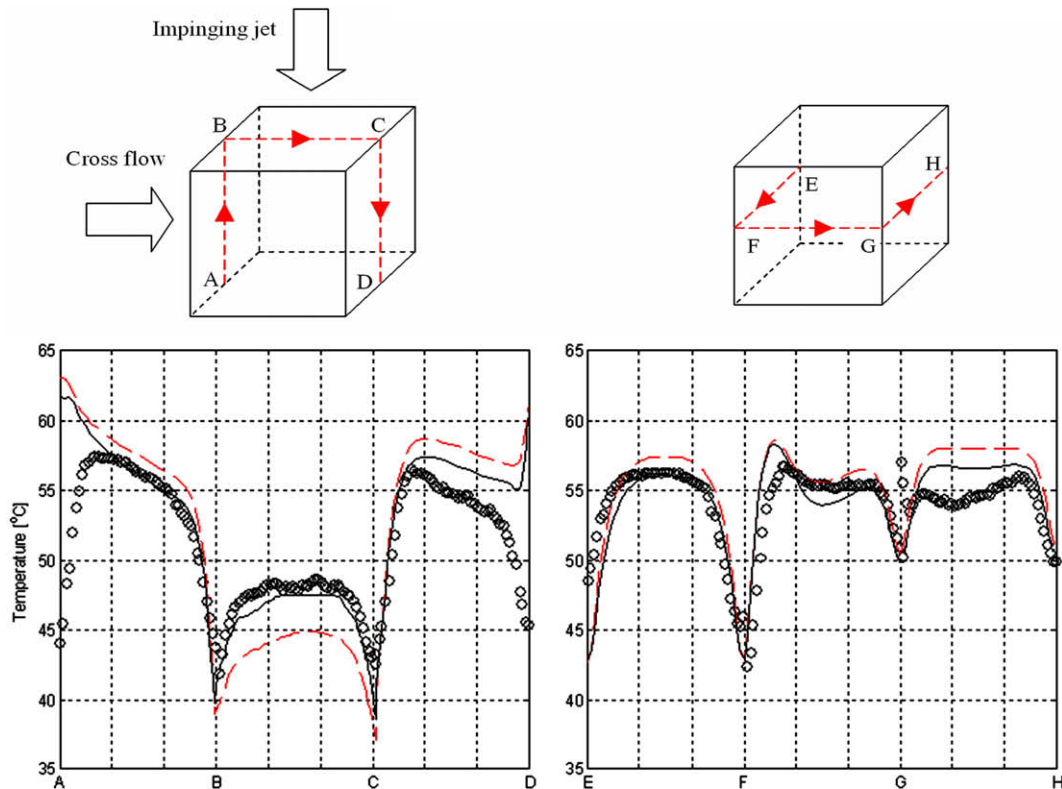 Impinging jet
B C
Cross flow
H
E
F G
A D
65
60
55
50
45
40
35
Temperature [°C]
A B C D
65
60
55
50
45
40
35
E F G H